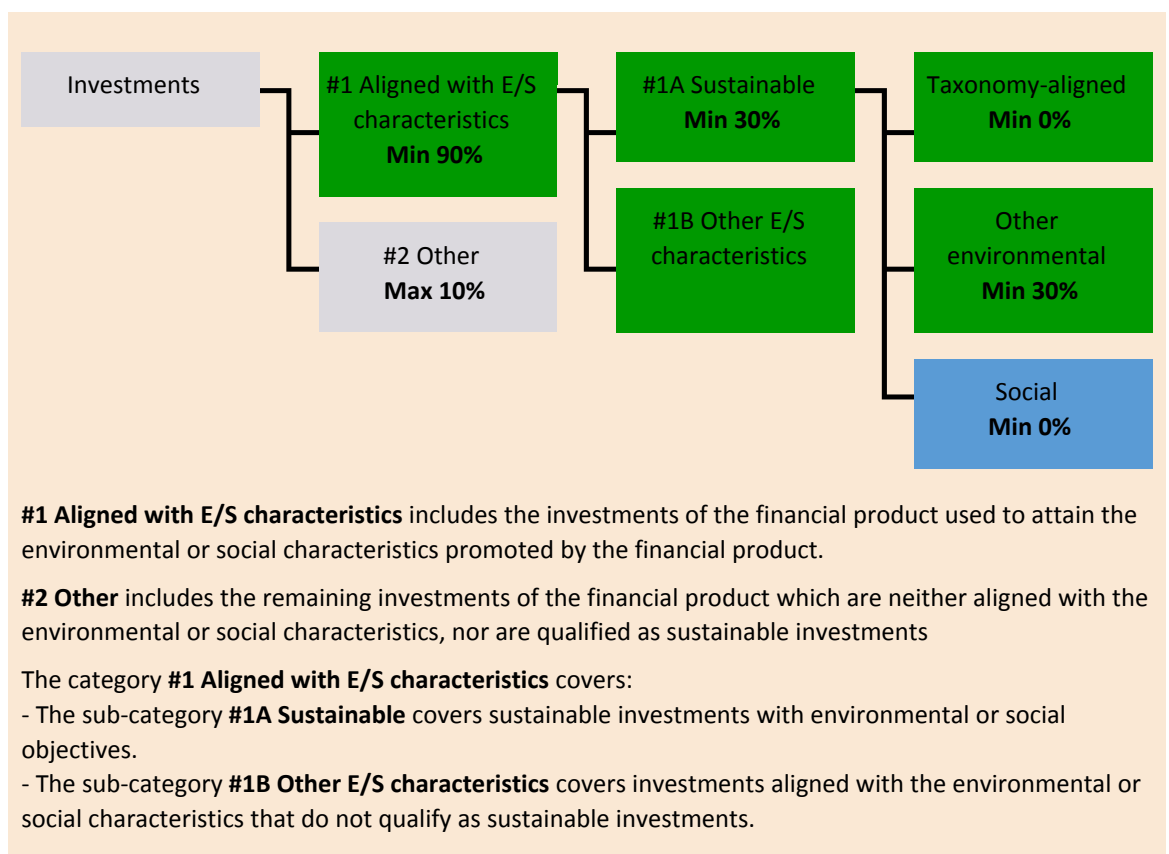 Investments
#1 Aligned with E/S
characteristics
Min 90%
#2 Other
Max 10%
#1A Sustainable
Min 30%
#1B Other E/S
characteristics
Taxonomy-aligned
Min 0%
Other
environmental
Min 30%
Social
Min 0%
#1 Aligned with E/S characteristics includes the investments of the financial product used to attain the
environmental or social characteristics promoted by the financial product.
#2 Other includes the remaining investments of the financial product which are neither aligned with the
environmental or social characteristics, nor are qualified as sustainable investments
The category #1 Aligned with E/S characteristics covers:
- The sub-category #1A Sustainable covers sustainable investments with environmental or social
objectives.
- The sub-category #1B Other E/S characteristics covers investments aligned with the environmental or
social characteristics that do not qualify as sustainable investments.